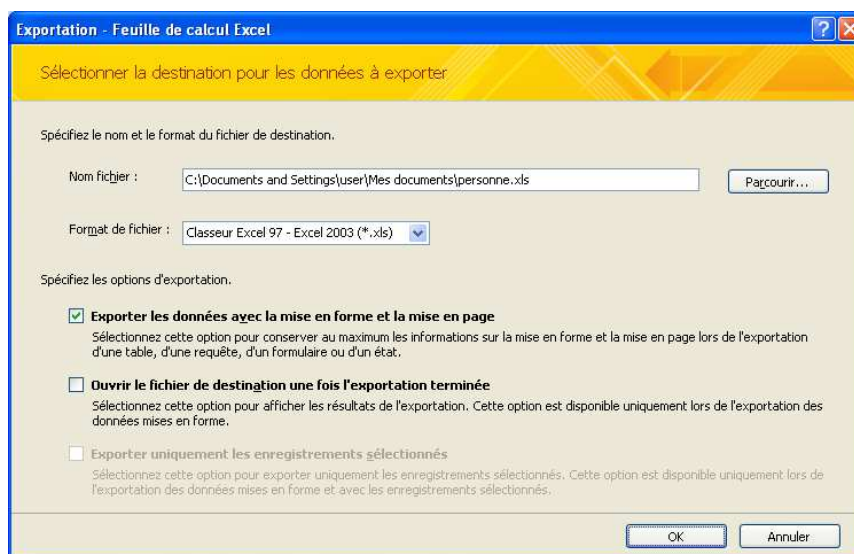 Exportation - Feuille de calcul Excel
Sélectionner la destination pour les données à exporter
Spécifiez le nom et le format du fichier de destination.
Nom fichier : C:\Documents and Settings\user\Mes documents\personne.xls Parcourir...
Format de fichier : Classeur Excel 97 - Excel 2003 (*.xls)
Spécifiez les options d'exportation.
Exporter les données avec la mise en forme et la mise en page
Sélectionnez cette option pour conserver au maximum les informations sur la mise en forme et la mise en page lors de l'exportation
d'une table, d'une requête, d'un formulaire ou d'un état.
Ouvrir le fichier de destination une fois l'exportation terminée
Sélectionnez cette option pour afficher les résultats de l'exportation. Cette option est disponible uniquement lors de l'exportation des
données mises en forme.
Exporter uniquement les enregistrements sélectionnés
Sélectionnez cette option pour exporter uniquement les enregistrements sélectionnés. Cette option est disponible uniquement lors de
l'exportation des données mises en forme et avec les enregistrements sélectionnés.
OK Annuler